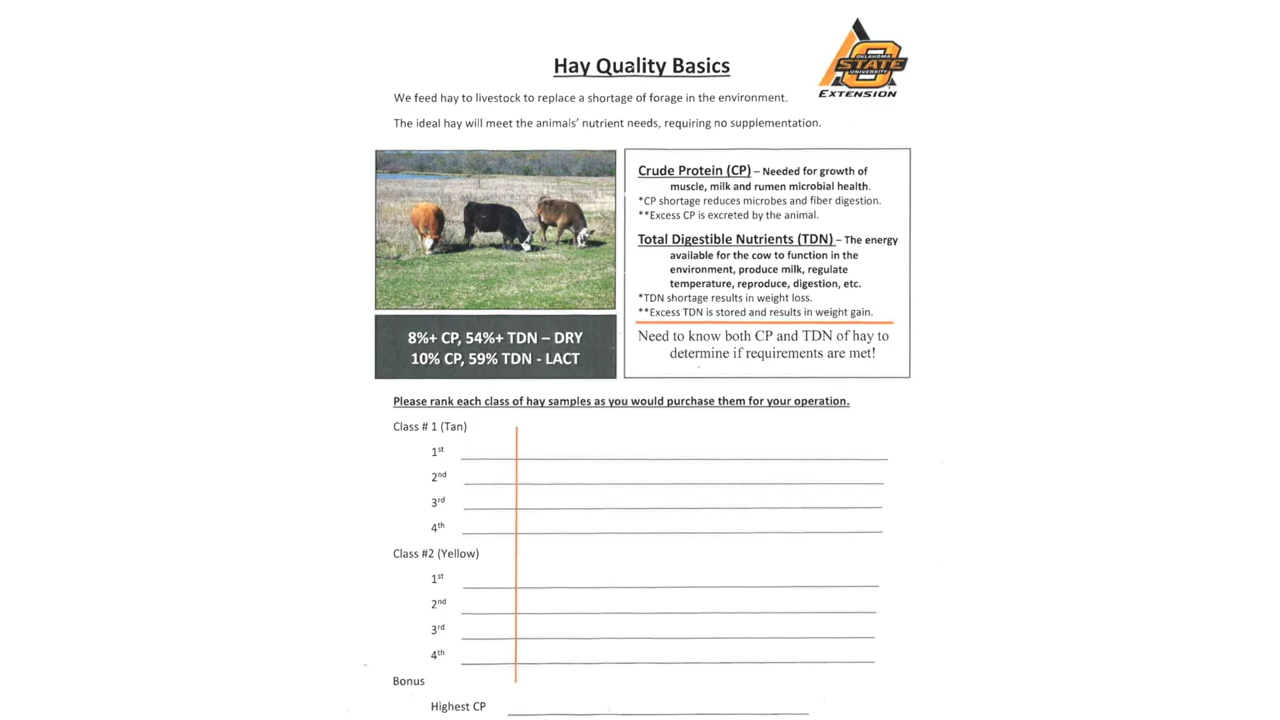 Hay Quality Basics
OKLAHOMA
STATE
UNIVERSITY
EXTENSION
We feed hay to livestock to replace a shortage of forage in the environment.
The ideal hay will meet the animals' nutrient needs, requiring no supplementation.
8%+ CP, 54%+ TDN – DRY
10% CP, 59% TDN - LACT
Crude Protein (CP) – Needed for growth of
muscle, milk and rumen microbial health.
*CP shortage reduces microbes and fiber digestion.
**Excess CP is excreted by the animal.
Total Digestible Nutrients (TDN) – The energy
available for the cow to function in the
environment, produce milk, regulate
temperature, reproduce, digestion, etc.
*TDN shortage results in weight loss.
**Excess TDN is stored and results in weight gain.
Need to know both CP and TDN of hay to
determine if requirements are met!
Please rank each class of hay samples as you would purchase them for your operation.
Class # 1 (Tan)
1st
2nd
3rd
4th
Class #2 (Yellow)
1st
2nd
3rd
4th
Bonus
Highest CP